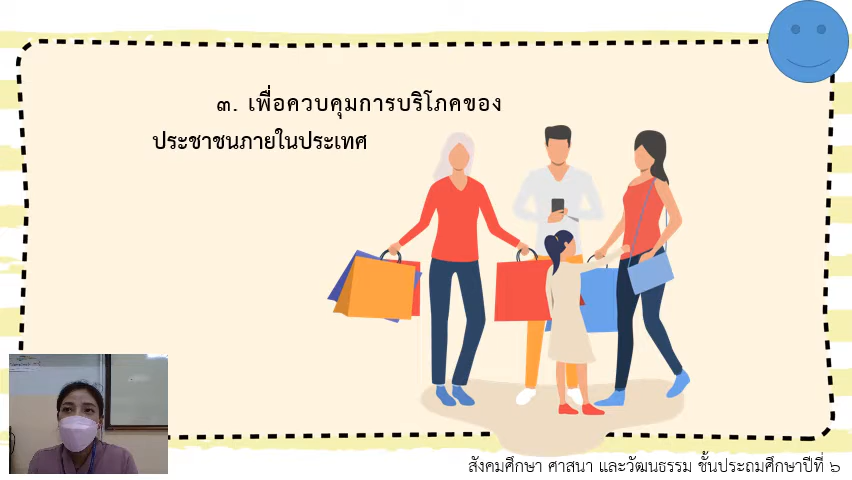 ๓. เพื่อควบคุมการบริโภคของ
ประชาชนภายในประเทศ
สังคมศึกษา ศาสนา และวัฒนธรรม ชั้นประถมศึกษาปีที่ ๖